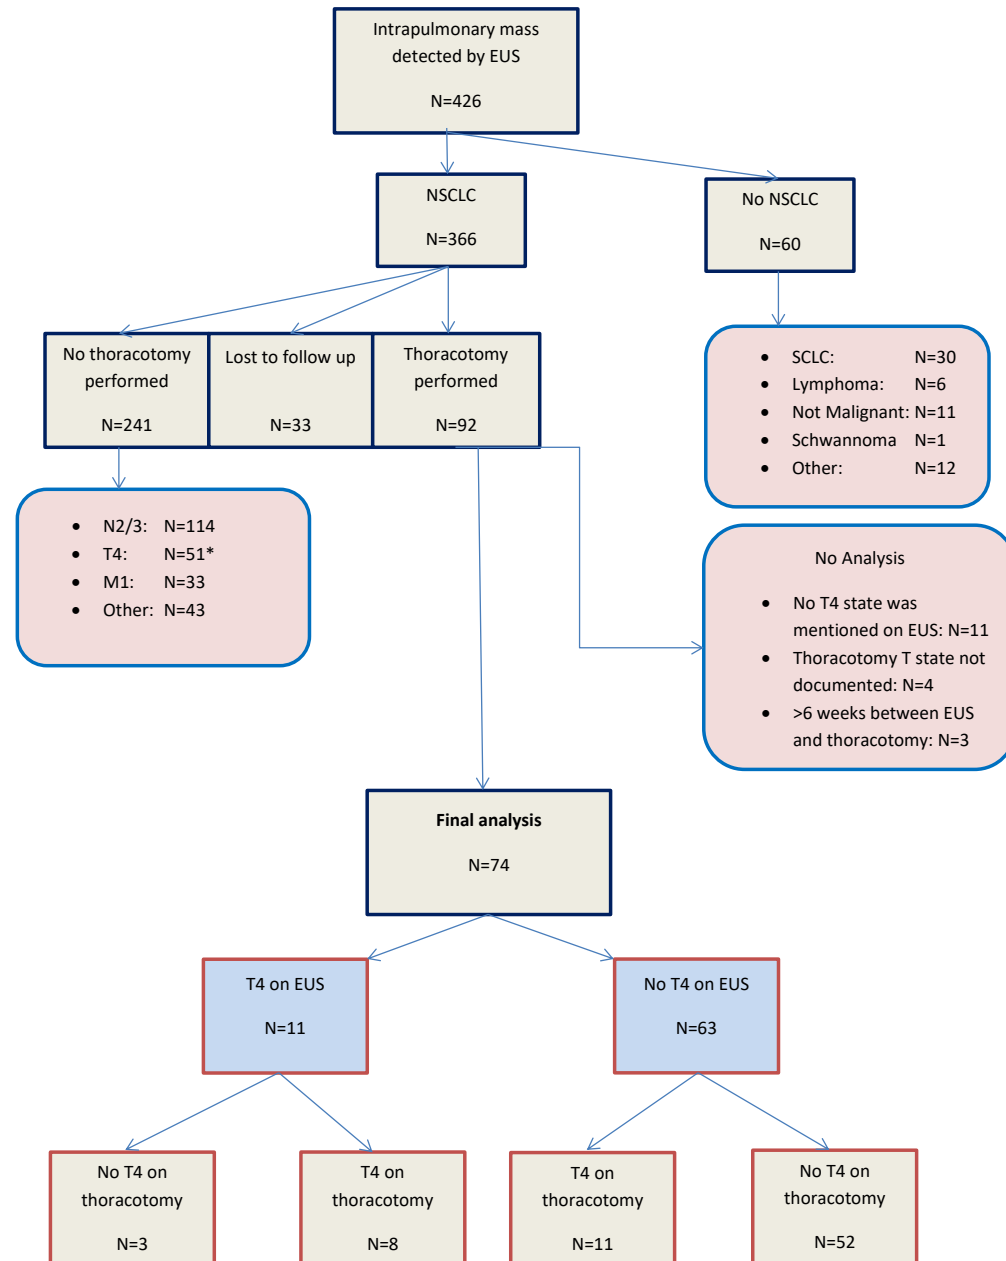 Intrapulmonary mass
detected by EUS
N=426
NSCLC
N=366
No NSCLC
N=60
No thoracotomy
performed
N=241
Lost to follow up
N=33
Thoracotomy
performed
N=92
• SCLC: N=30
• Lymphoma: N=6
• Not Malignant: N=11
• Schwannoma N=1
• Other: N=12
• N2/3: N=114
• T4: N=51*
• M1: N=33
• Other: N=43
No Analysis
• No T4 state was
mentioned on EUS: N=11
• Thoracotomy T state not
documented: N=4
• >6 weeks between EUS
and thoracotomy: N=3
Final analysis
N=74
T4 on EUS
N=11
No T4 on EUS
N=63
No T4 on
thoracotomy
N=3
T4 on
thoracotomy
N=8
T4 on
thoracotomy
N=11
No T4 on
thoracotomy
N=52